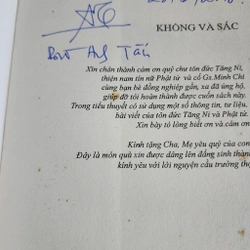 KHÔNG VÀ SẮC
Xin chân thành cảm ơn quý chư tôn đức Tăng Ni,
thiện nam tín nữ Phật tử và cố Gs.Minh Chi
cùng bạn bè đồng nghiệp gần, xa đã ủng hộ,
giúp đỡ tôi hoàn thành được cuốn sách này.
Trong tiểu thuyết có sử dụng một số thông tin, tư liệu,
bài viết của tôn đức Tăng Ni và Phật tử.
Xin bày tỏ lòng biết ơn và cảm ơn
Kính tặng Cha, Mẹ yêu quý của con
Đây là món quà xin được dâng lên đấng sinh thành
kính yêu với lời nguyện cầu trường th